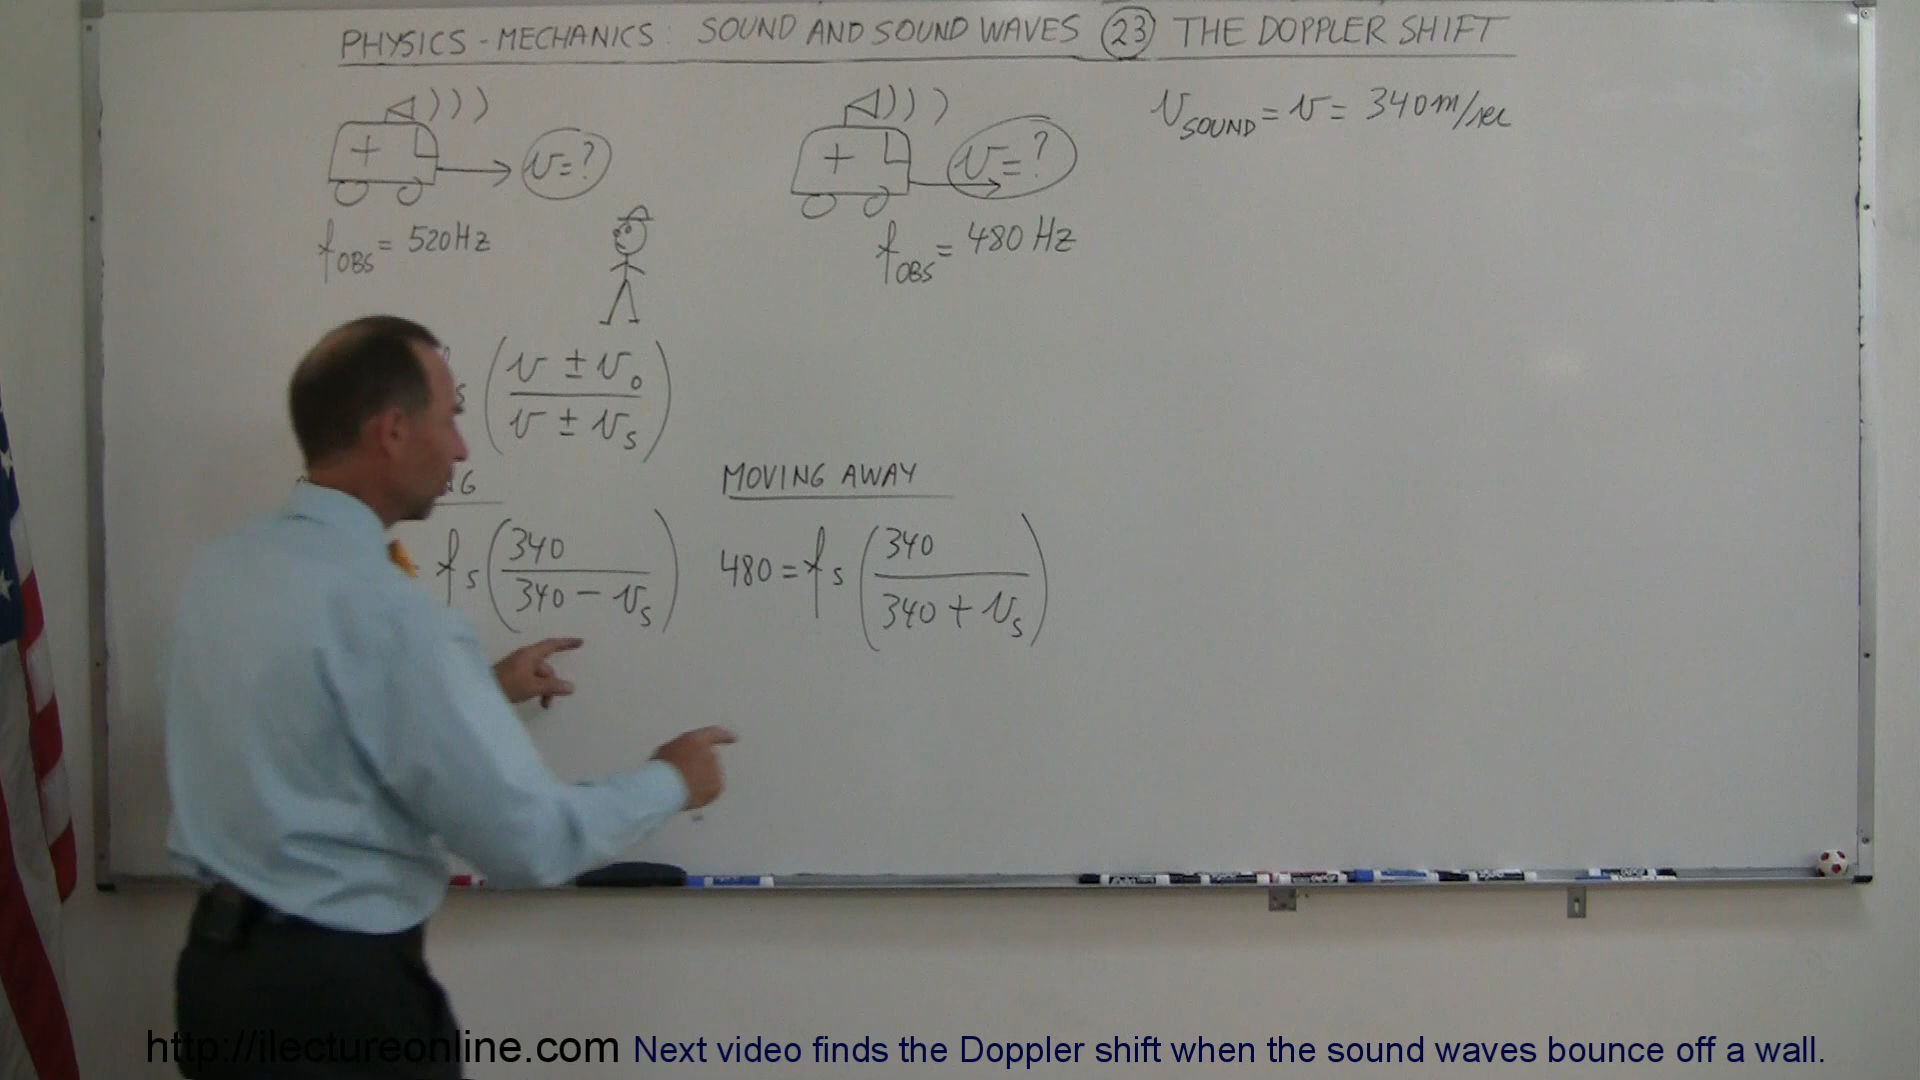 PHYSICS - MECHANICS: SOUND AND SOUND WAVES (23) THE DOPPLER SHIFT
v = ?
v = ?
v_SOUND = v = 340 m/sec
f_OBS = 520 Hz
f_OBS = 480 Hz
s ( (v ± v_o) / (v ± v_s) )
NG
MOVING AWAY
f_s ( 340 / (340 - v_s) )
480 = f_s ( 340 / (340 + v_s) )
http://ilectureonline.com Next video finds the Doppler shift when the sound waves bounce off a wall.